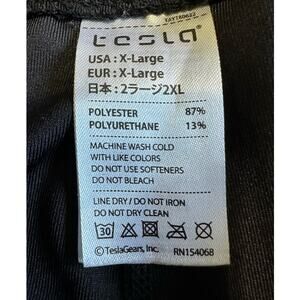 TAYT80622
tesla®
USA : X-Large
EUR : X-Large
日本 : 2ラージ2XL
POLYESTER 87%
POLYURETHANE 13%
MACHINE WASH COLD
WITH LIKE COLORS
DO NOT USE SOFTENERS
DO NOT BLEACH
LINE DRY / DO NOT IRON
DO NOT DRY CLEAN
30
© TeslaGears, Inc. RN154068